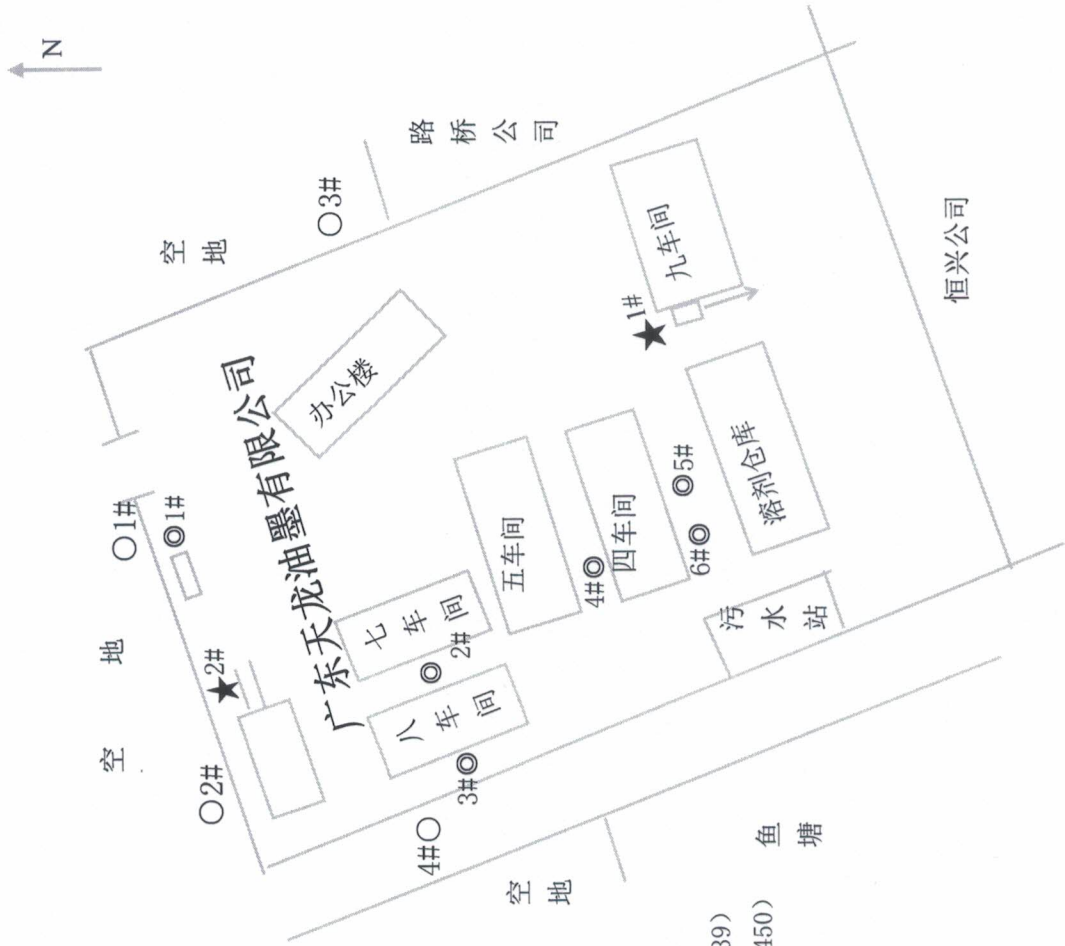 N
路桥公司
空地
○3#
○1#
◎1#
空地
★2#
○2#
广东天龙油墨有限公司
办公楼
九车间
★1#
七车间
◎2#
八车间
3#◎
4#○
五车间
4#◎
四车间
◎5#
6#◎
溶剂仓库
污水站
恒兴公司
空地
鱼塘
39)
450)